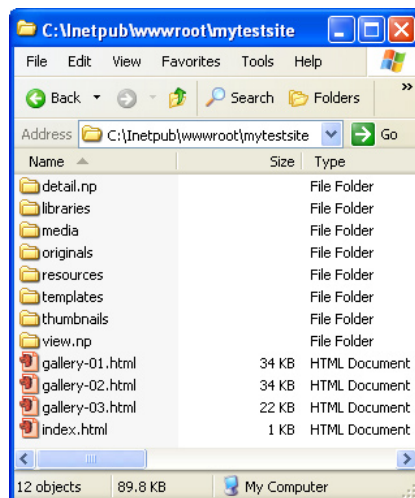 C:\Inetpub\wwwroot\mytestsite
File Edit View Favorites Tools Help
Back Search Folders »
Address C:\Inetpub\wwwroot\mytestsite Go
Name Size Type
detail.np File Folder
libraries File Folder
media File Folder
originals File Folder
resources File Folder
templates File Folder
thumbnails File Folder
view.np File Folder
gallery-01.html 34 KB HTML Document
gallery-02.html 34 KB HTML Document
gallery-03.html 22 KB HTML Document
index.html 1 KB HTML Document
12 objects 89.8 KB My Computer